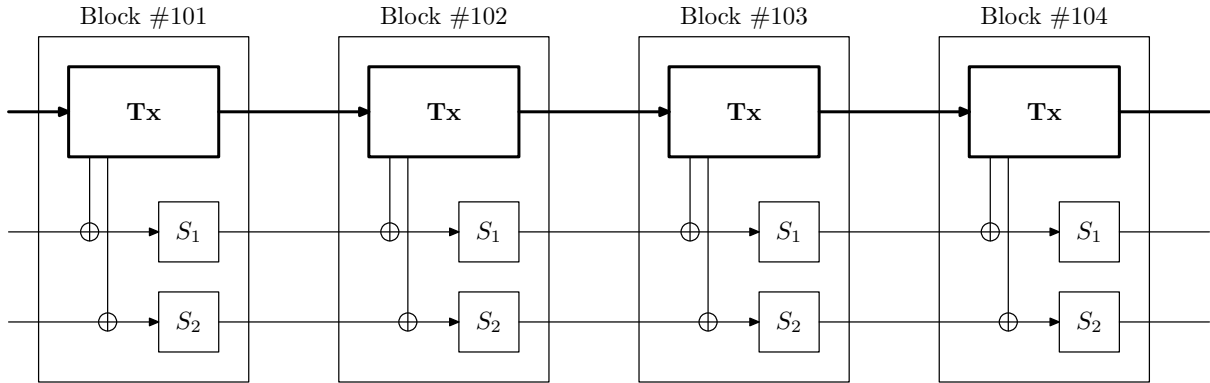 Block #101 Block #102 Block #103 Block #104
Tx Tx Tx Tx
S₁ S₁ S₁ S₁
S₂ S₂ S₂ S₂